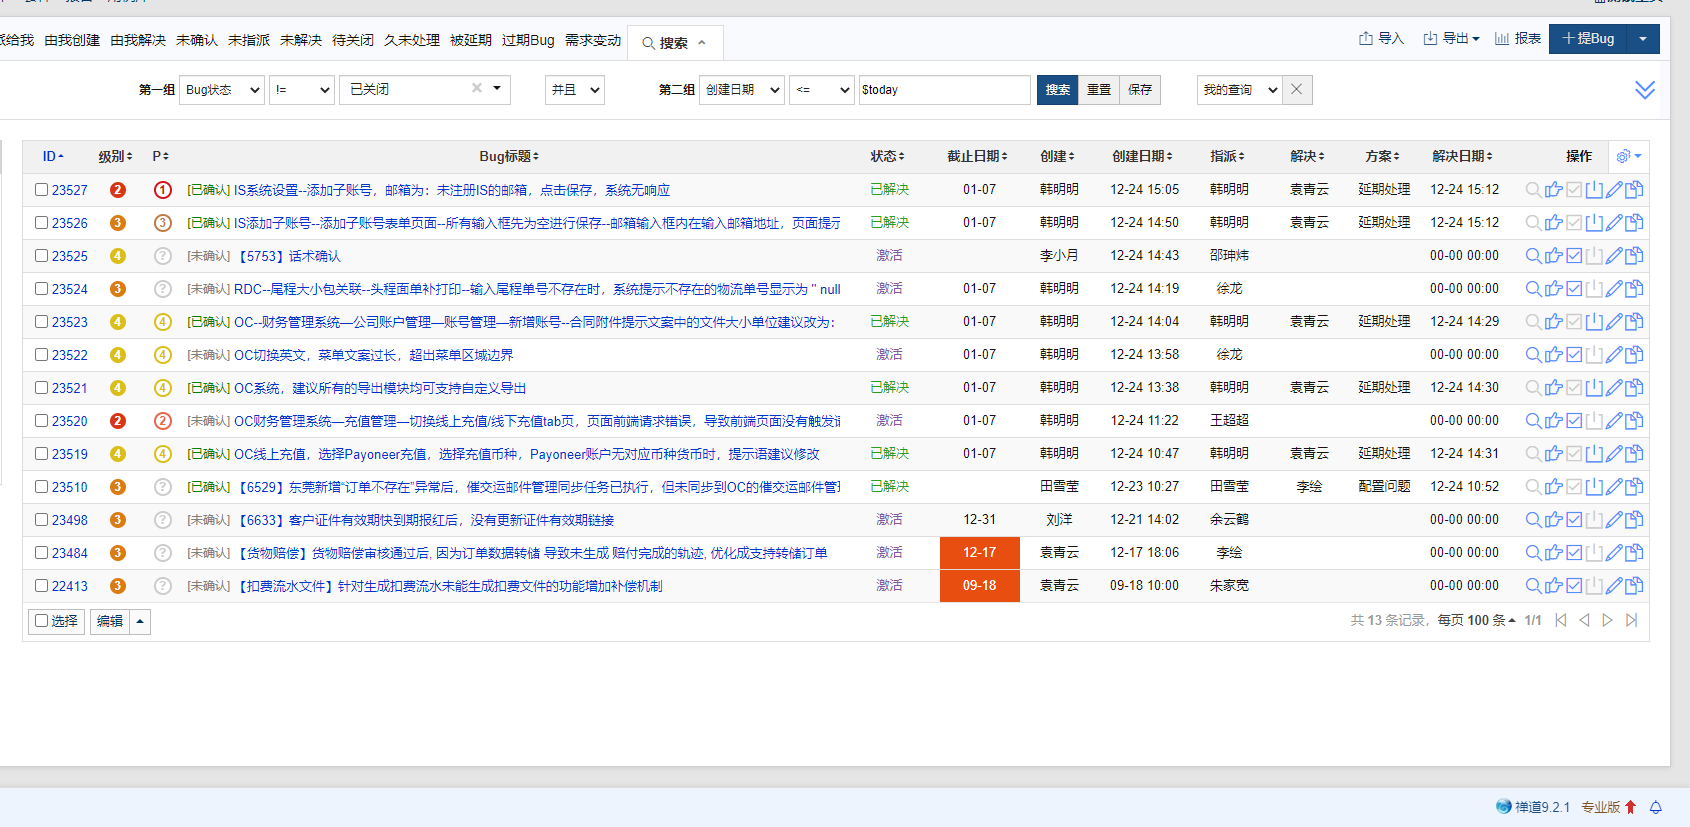 派给我 由我创建 由我解决 未确认 未指派 未解决 待关闭 久未处理 被延期 过期Bug 需求变动 搜索 导入 导出 报表 提Bug
第一组 Bug状态 != 已关闭 并且 第二组 创建日期 <= $today 搜索 重置 保存 我的查询
ID 级别 P Bug标题 状态 截止日期 创建 创建日期 指派 解决 方案 解决日期 操作
23527 2 1 [已确认] IS系统设置--添加子账号，邮箱为：未注册IS的邮箱，点击保存，系统无响应 已解决 01-07 韩明明 12-24 15:05 韩明明 袁青云 延期处理 12-24 15:12
23526 3 3 [已确认] IS添加子账号--添加子账号表单页面--所有输入框先为空进行保存--邮箱输入框内在输入邮箱地址，页面提示 已解决 01-07 韩明明 12-24 14:50 韩明明 袁青云 延期处理 12-24 15:12
23525 4 ? [未确认] 【5753】话术确认 激活 李小月 12-24 14:43 邵珅炜 00-00 00:00
23524 3 ? [未确认] RDC--尾程大小包关联--头程面单补打印--输入尾程单号不存在时，系统提示不存在的物流单号显示为 " null 激活 01-07 韩明明 12-24 14:19 徐龙 00-00 00:00
23523 4 4 [已确认] OC--财务管理系统—公司账户管理—账号管理—新增账号--合同附件提示文案中的文件大小单位建议改为： 已解决 01-07 韩明明 12-24 14:04 韩明明 袁青云 延期处理 12-24 14:29
23522 4 4 [未确认] OC切换英文，菜单文案过长，超出菜单区域边界 激活 01-07 韩明明 12-24 13:58 徐龙 00-00 00:00
23521 4 4 [已确认] OC系统，建议所有的导出模块均可支持自定义导出 已解决 01-07 韩明明 12-24 13:38 韩明明 袁青云 延期处理 12-24 14:30
23520 2 2 [未确认] OC财务管理系统—充值管理—切换线上充值/线下充值tab页，页面前端请求错误，导致前端页面没有触发 激活 01-07 韩明明 12-24 11:22 王超超 00-00 00:00
23519 4 4 [已确认] OC线上充值，选择Payoneer充值，选择充值币种，Payoneer账户无对应币种货币时，提示语建议修改 已解决 01-07 韩明明 12-24 10:47 韩明明 袁青云 延期处理 12-24 14:31
23510 3 ? [已确认] 【6529】东莞新增“订单不存在”异常后，催交运邮件管理同步任务已执行，但未同步到OC的催交运邮件管 已解决 田雪莹 12-23 10:27 田雪莹 李绘 配置问题 12-24 10:52
23498 3 ? [未确认] 【6633】客户证件有效期快到期报红后，没有更新证件有效期链接 激活 12-31 刘洋 12-21 14:02 余云鹤 00-00 00:00
23484 3 ? [未确认] 【货物赔偿】货物赔偿审核通过后, 因为订单数据转储 导致未生成 赔付完成的轨迹, 优化成支持转储订单 激活 12-17 袁青云 12-17 18:06 李绘 00-00 00:00
22413 3 ? [未确认] 【扣费流水文件】针对生成扣费流水未能生成扣费文件的功能增加补偿机制 激活 09-18 袁青云 09-18 10:00 朱家宽 00-00 00:00
选择 编辑 共 13 条记录，每页 100 条 1/1
禅道9.2.1 专业版